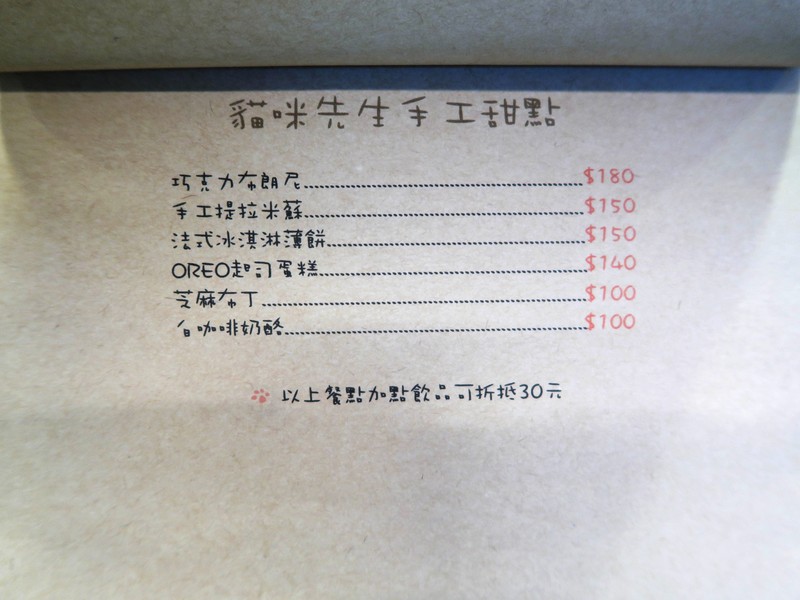 貓咪先生手工甜點
巧克力布朗尼 $180
手工提拉米蘇 $150
法式冰淇淋薄餅 $150
OREO起司蛋糕 $140
芝麻布丁 $100
白咖啡奶酪 $100
以上餐點加點飲品可折抵30元